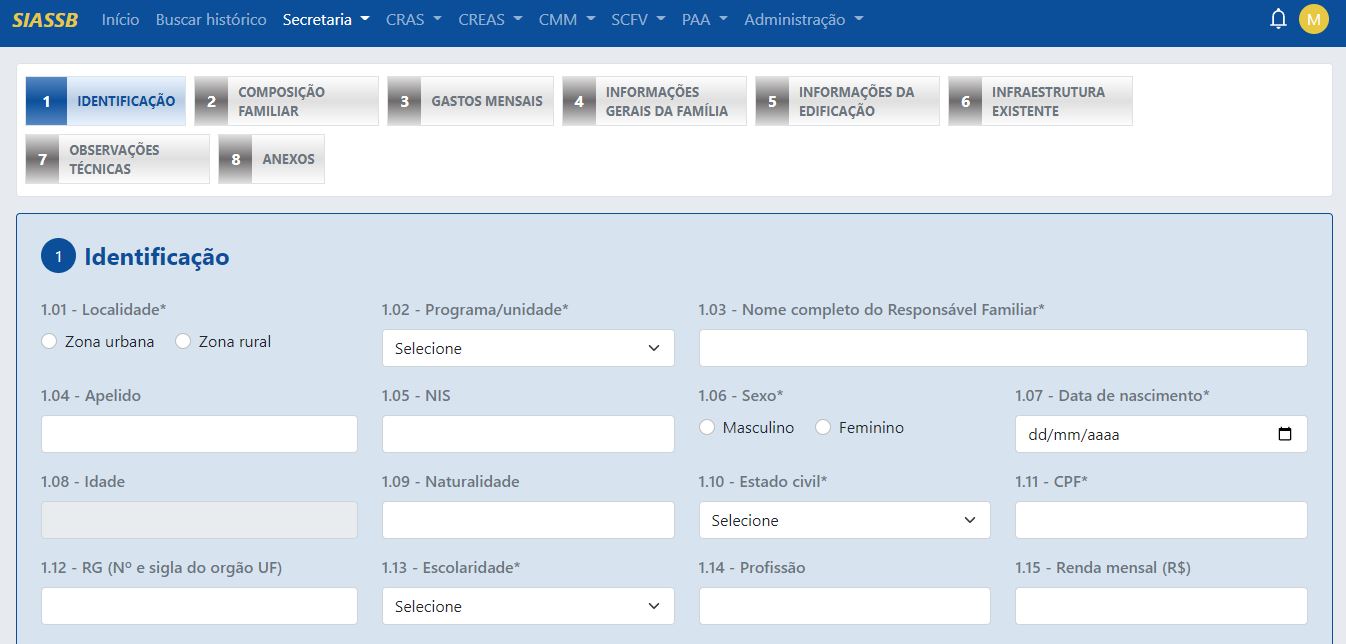 SIASSB Início Buscar histórico Secretaria CRAS CREAS CMM SCFV PAA Administração M
1 IDENTIFICAÇÃO
2 COMPOSIÇÃO
FAMILIAR
3 GASTOS MENSAIS
4 INFORMAÇÕES
GERAIS DA FAMÍLIA
5 INFORMAÇÕES DA
EDIFICAÇÃO
6 INFRAESTRUTURA
EXISTENTE
7 OBSERVAÇÕES
TÉCNICAS
8 ANEXOS
1 Identificação
1.01 - Localidade*
Zona urbana Zona rural
1.02 - Programa/unidade*
Selecione
1.03 - Nome completo do Responsável Familiar*
1.04 - Apelido
1.05 - NIS
1.06 - Sexo*
Masculino Feminino
1.07 - Data de nascimento*
dd/mm/aaaa
1.08 - Idade
1.09 - Naturalidade
1.10 - Estado civil*
Selecione
1.11 - CPF*
1.12 - RG (Nº e sigla do orgão UF)
1.13 - Escolaridade*
Selecione
1.14 - Profissão
1.15 - Renda mensal (R$)